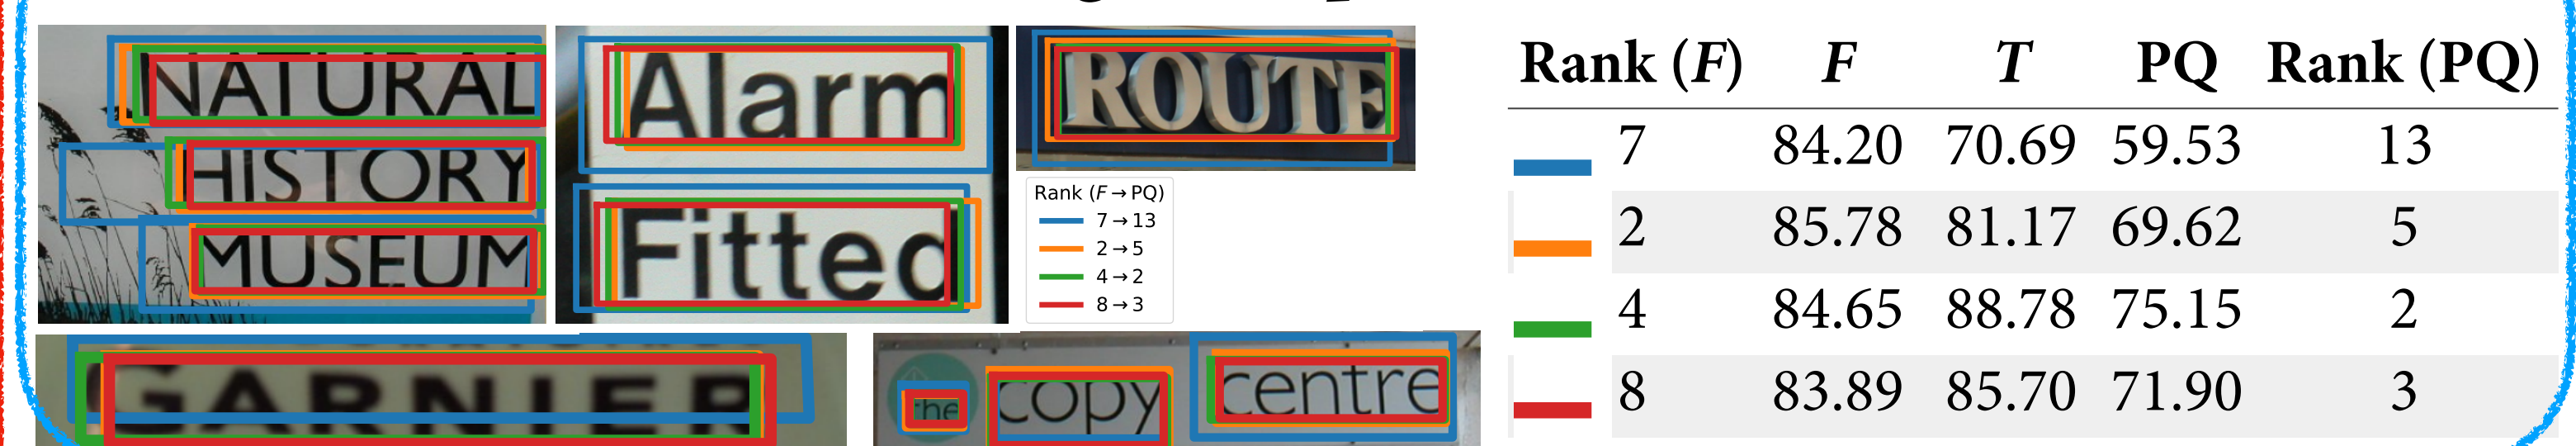 NATURAL
HISTORY
MUSEUM
Alarm
Fitted
ROUTE
Rank (F→PQ)
7→13
2→5
4→2
8→3
GARNIER
the
copy
centre
Rank (F) F T PQ Rank (PQ)
7 84.20 70.69 59.53 13
2 85.78 81.17 69.62 5
4 84.65 88.78 75.15 2
8 83.89 85.70 71.90 3